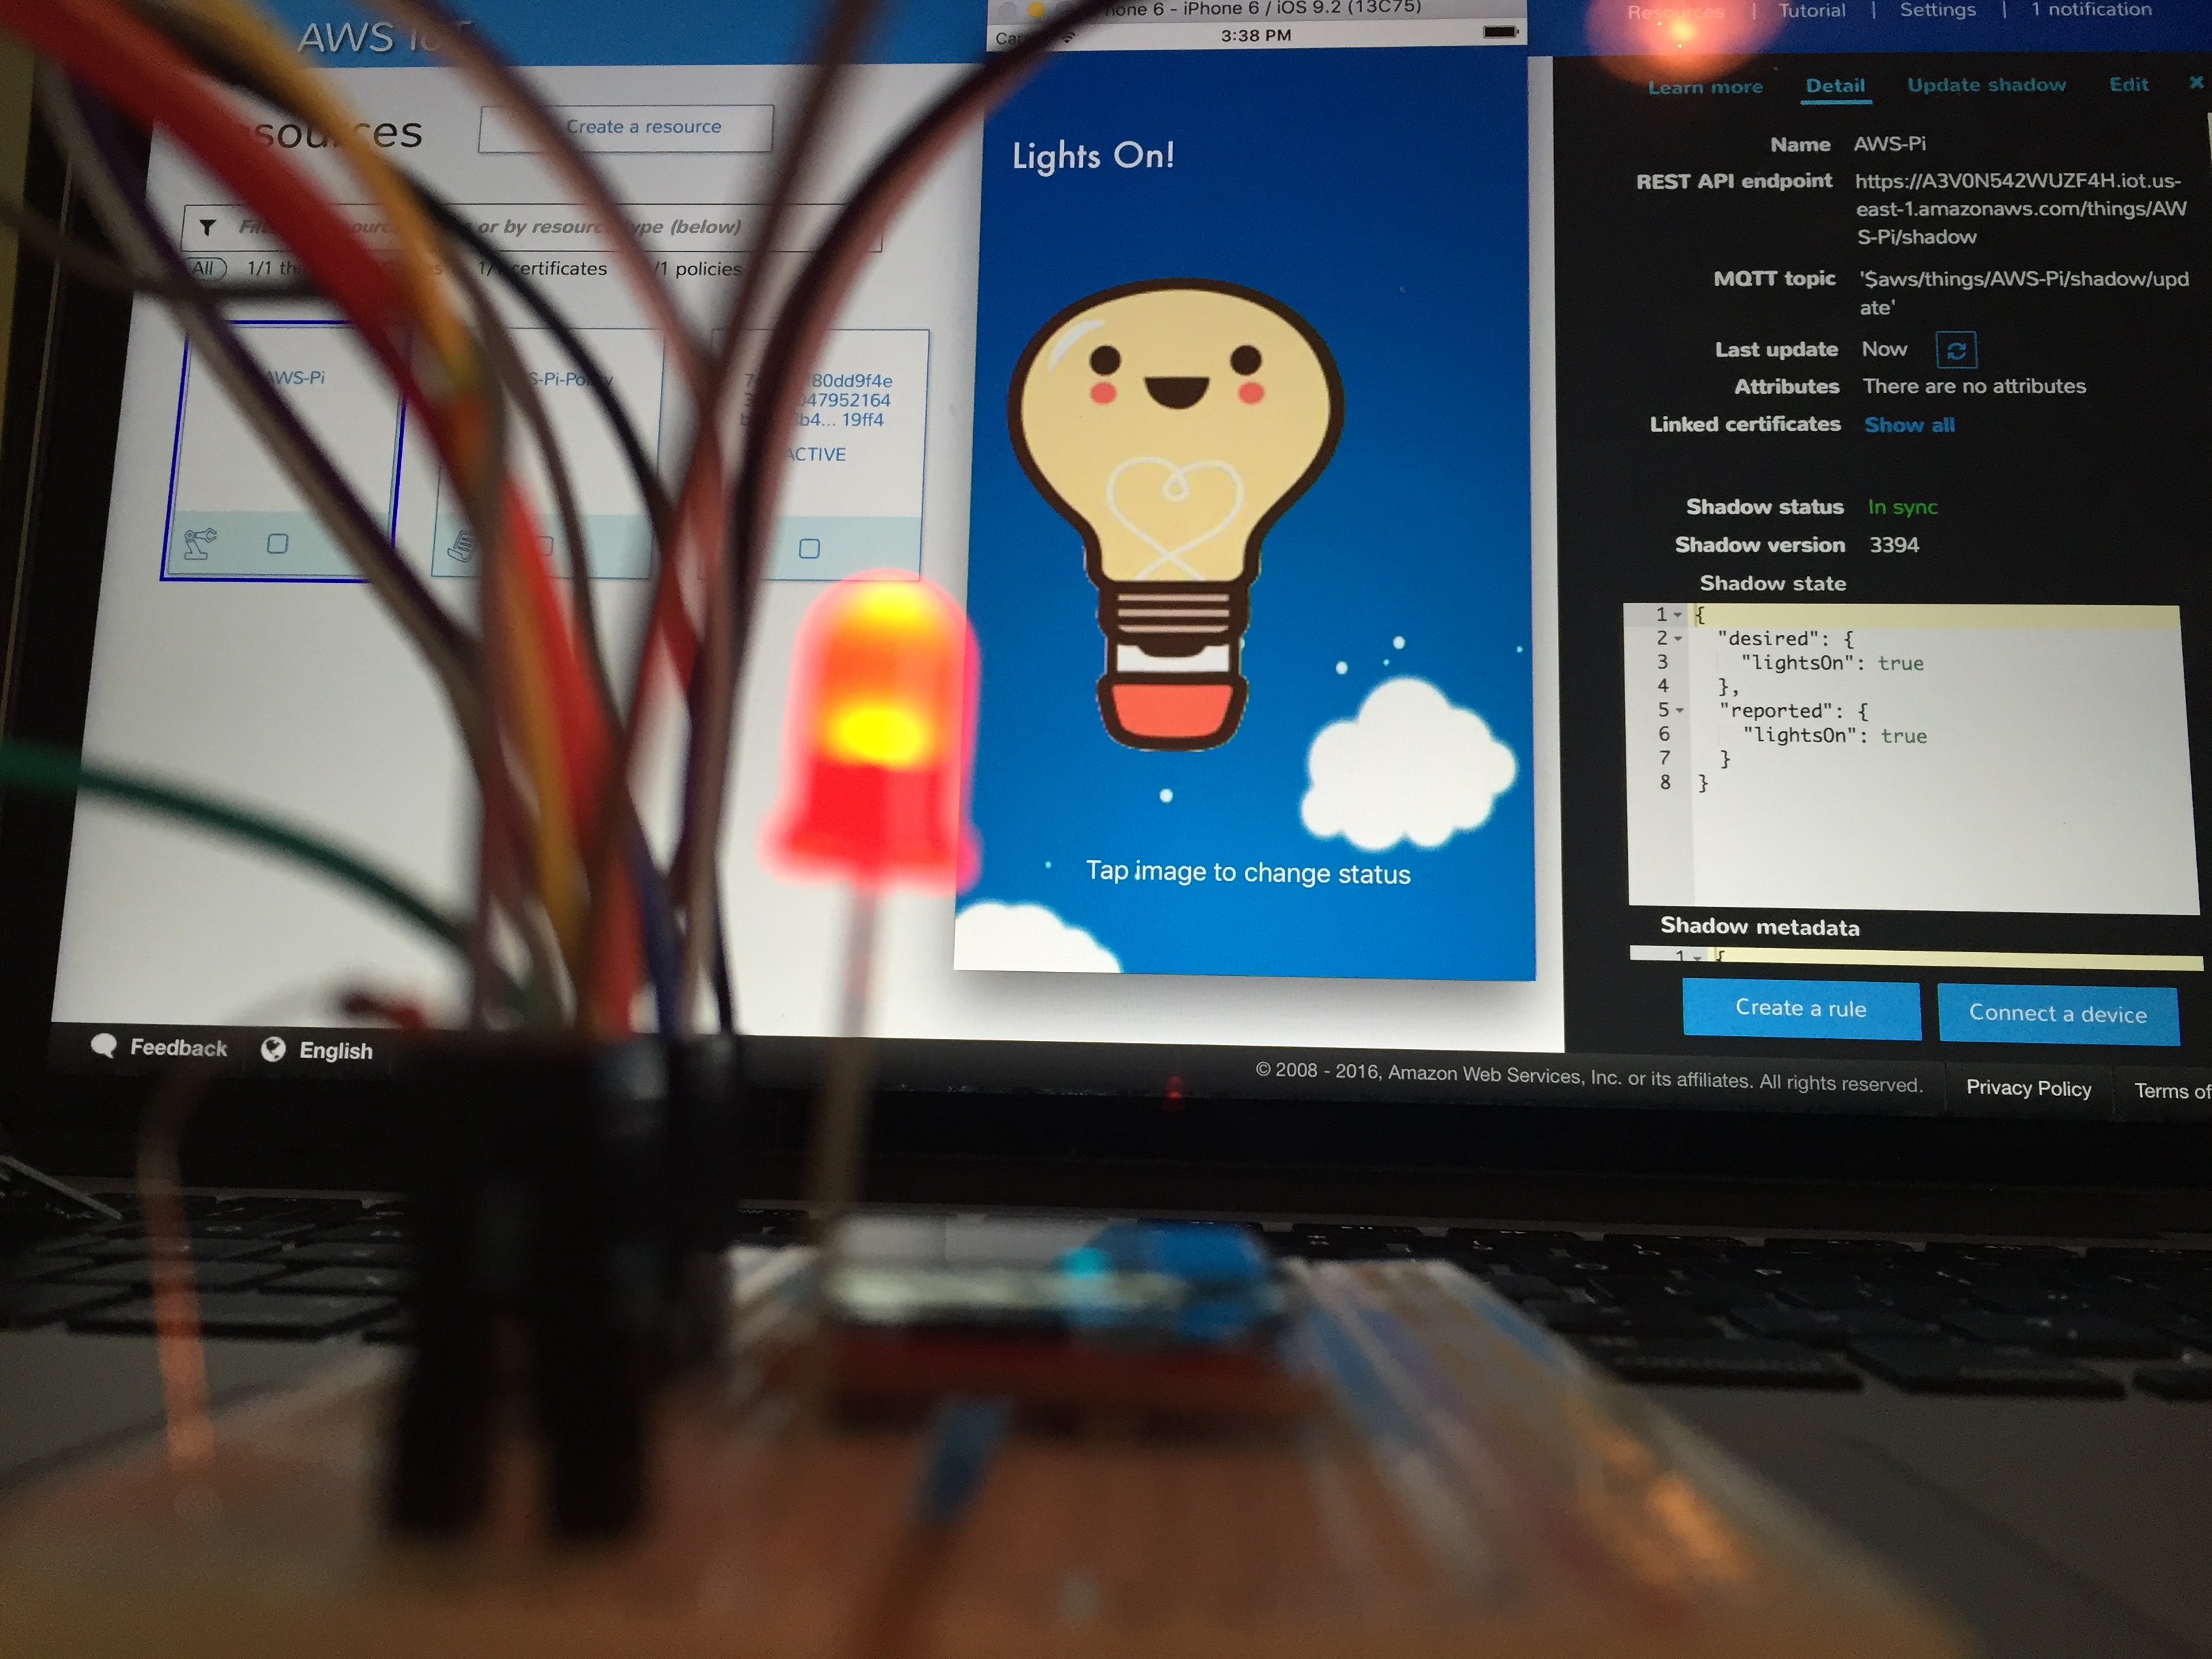 AWS IoT
Create a resource
or by resource type (below)
All 1/1 certificates 1 policies
AWS-Pi
80dd9f4e
047952164
19ff4
ACTIVE
Feedback English
iPhone 6 - iPhone 6 / iOS 9.2 (13C75)
3:38 PM
Lights On!
Tap image to change status
Resources | Tutorial | Settings | 1 notification
Learn more Detail Update shadow Edit
Name AWS-Pi
REST API endpoint https://A3V0N542WUZF4H.iot.us-
east-1.amazonaws.com/things/AW
S-Pi/shadow
MQTT topic '$aws/things/AWS-Pi/shadow/upd
ate'
Last update Now
Attributes There are no attributes
Linked certificates Show all
Shadow status In sync
Shadow version 3394
Shadow state
1 {
2 "desired": {
3 "lightsOn": true
4 },
5 "reported": {
6 "lightsOn": true
7 }
8 }
Shadow metadata
1 {
Create a rule Connect a device
© 2008 - 2016, Amazon Web Services, Inc. or its affiliates. All rights reserved. Privacy Policy Terms of